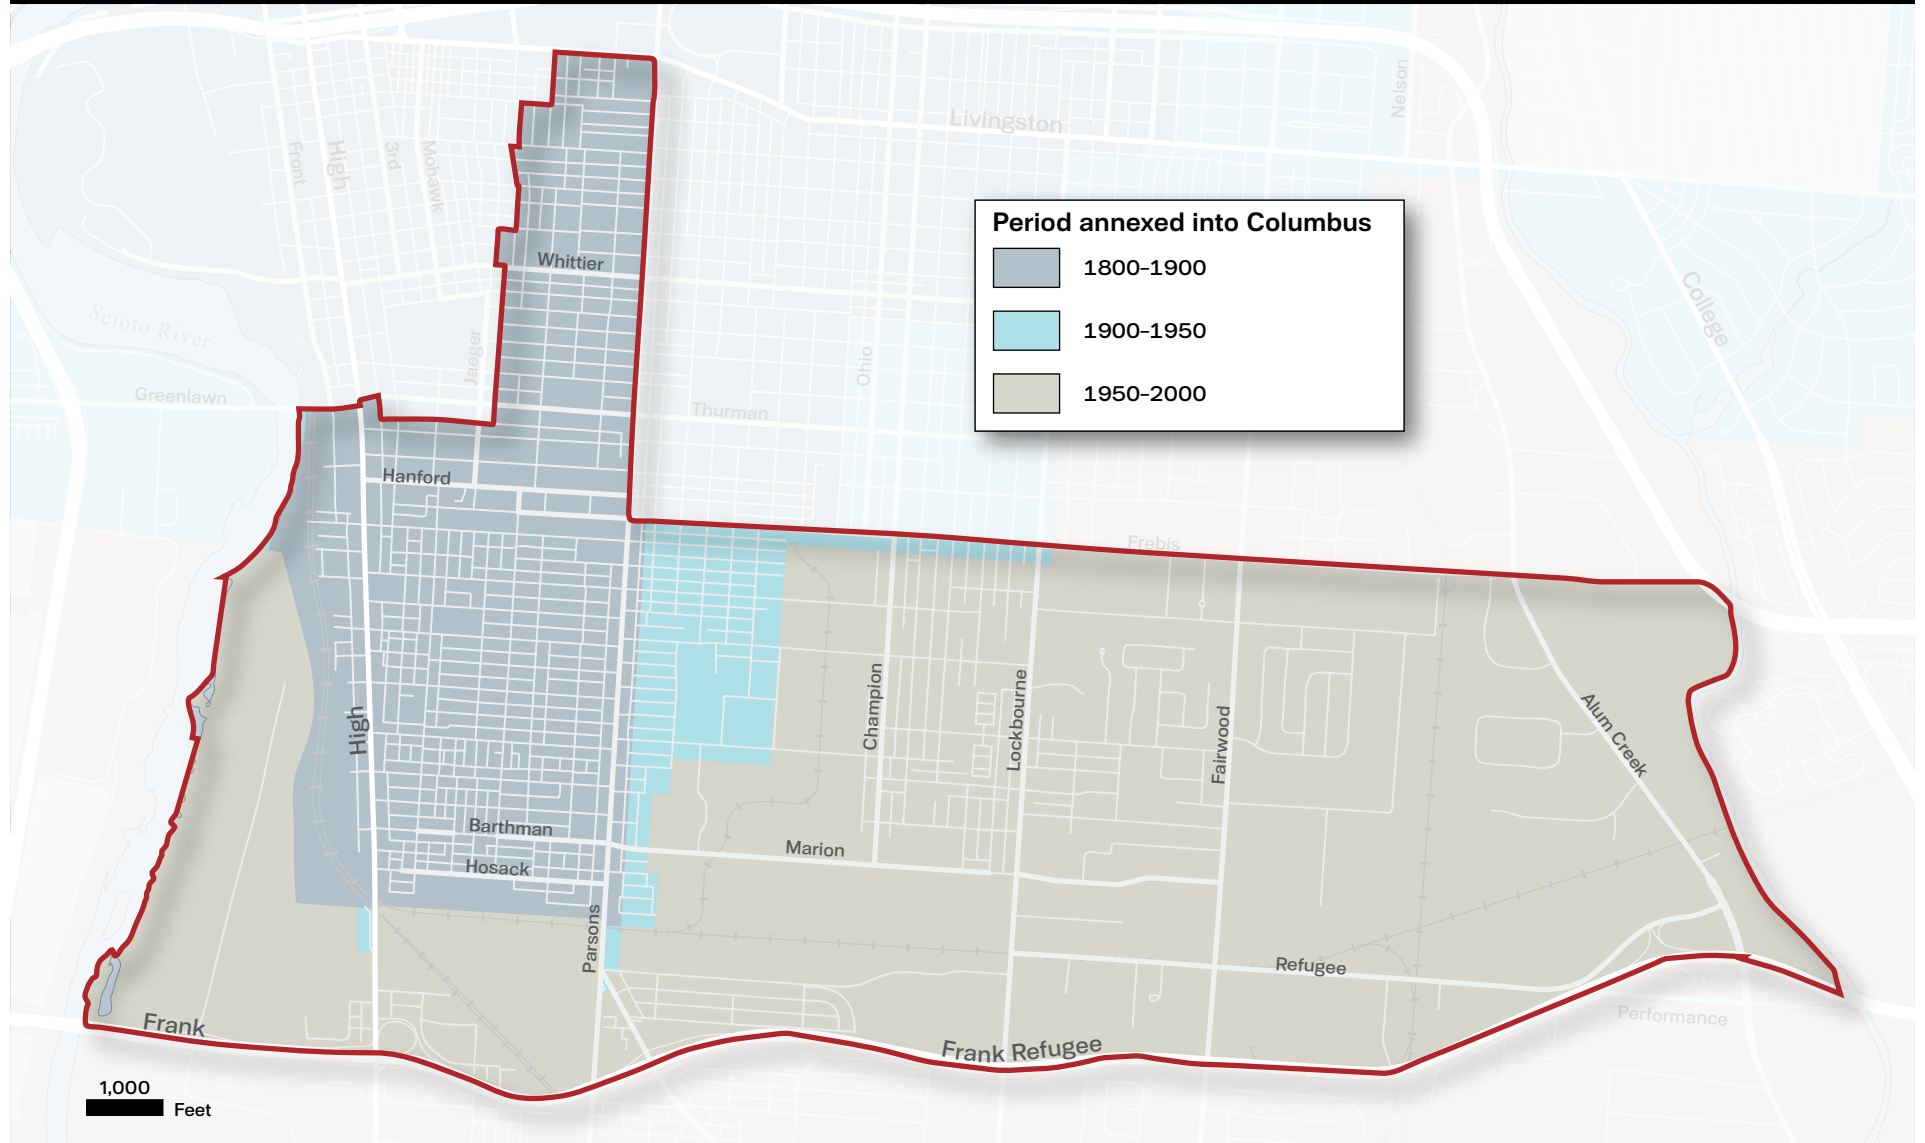 Livingston
Nelson
Front
High
3rd
Mohawk
Period annexed into Columbus
1800-1900
1900-1950
1950-2000
Whittier
College
Scioto River
Jaeger
Ohio
Greenlawn
Thurman
Hanford
Frebis
High
Champion
Lockbourne
Fairwood
Alum Creek
Barthman
Marion
Hosack
Parsons
Refugee
Performance
Frank
Frank Refugee
1,000
Feet